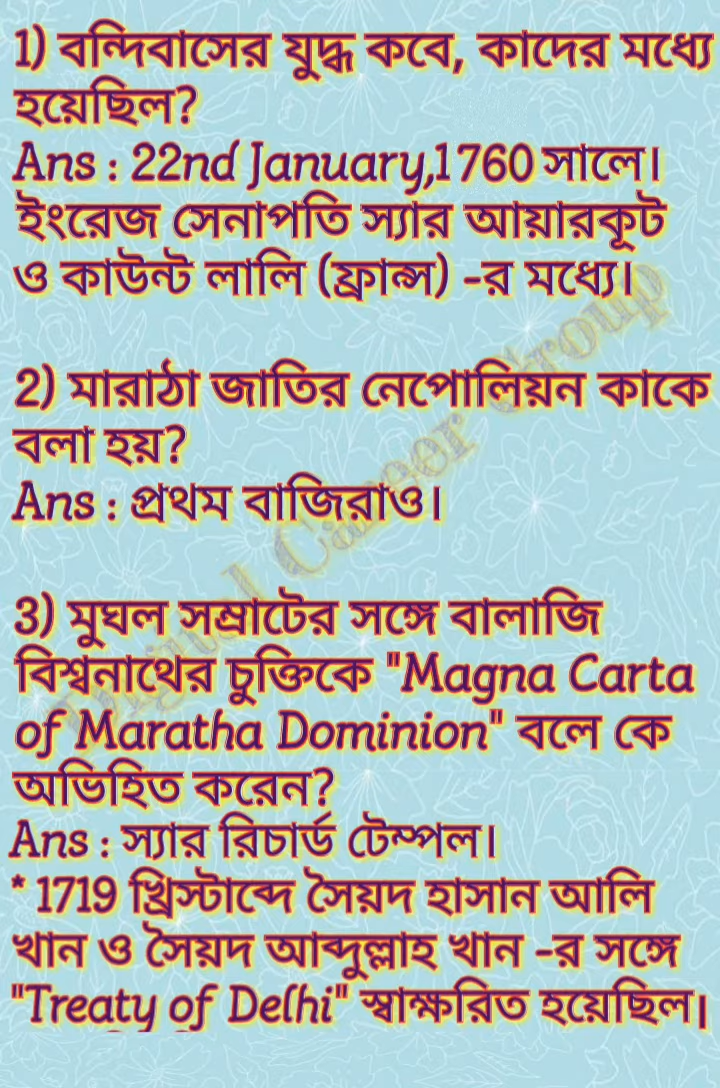 1) বন্দিবাসের যুদ্ধ কবে, কাদের মধ্যে
হয়েছিল?
Ans : 22nd January,1760 সালে।
ইংরেজ সেনাপতি স্যার আয়ারকূট
ও কাউন্ট লালি (ফ্রান্স) -র মধ্যে।
2) মারাঠা জাতির নেপোলিয়ন কাকে
বলা হয়?
Ans : প্রথম বাজিরাও।
3) মুঘল সম্রাটের সঙ্গে বালাজি
বিশ্বনাথের চুক্তিকে "Magna Carta
of Maratha Dominion" বলে কে
অভিহিত করেন?
Ans : স্যার রিচার্ড টেম্পল।
* 1719 খ্রিস্টাব্দে সৈয়দ হাসান আলি
খান ও সৈয়দ আব্দুল্লাহ খান -র সঙ্গে
"Treaty of Delhi" স্বাক্ষরিত হয়েছিল।
Career Group